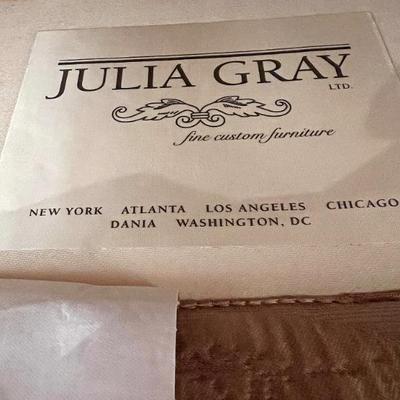 JULIA GRAY
LTD.
fine custom furniture
NEW YORK ATLANTA LOS ANGELES CHICAGO
DANIA WASHINGTON, DC